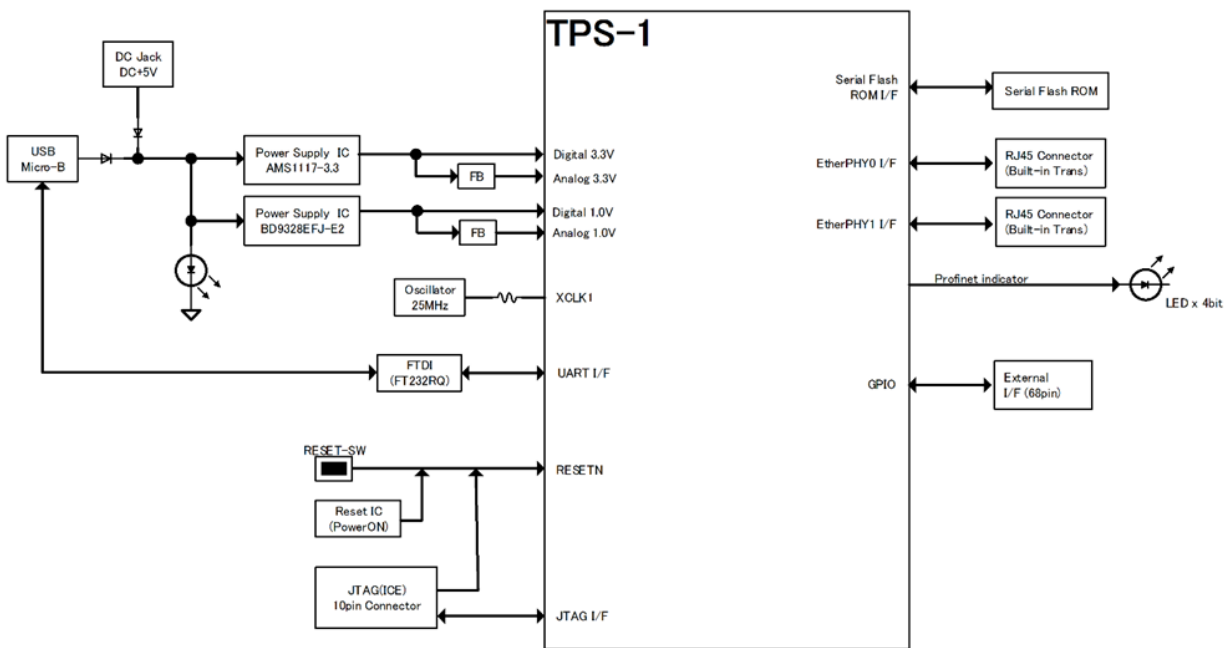 TPS-1
DC Jack
DC+5V
USB
Micro-B
Power Supply IC
AMS1117-3.3
FB
Digital 3.3V
Analog 3.3V
Power Supply IC
BD9328EFJ-E2
FB
Digital 1.0V
Analog 1.0V
Oscillator
25MHz
XCLK1
FTDI
(FT232RQ)
UART I/F
RESET-SW
RESETN
Reset IC
(PowerON)
JTAG(ICE)
10pin Connector
JTAG I/F
Serial Flash
ROM I/F
Serial Flash ROM
EtherPHY0 I/F
RJ45 Connector
(Built-in Trans)
EtherPHY1 I/F
RJ45 Connector
(Built-in Trans)
Profinet indicator
LED x 4bit
GPIO
External
I/F (68pin)